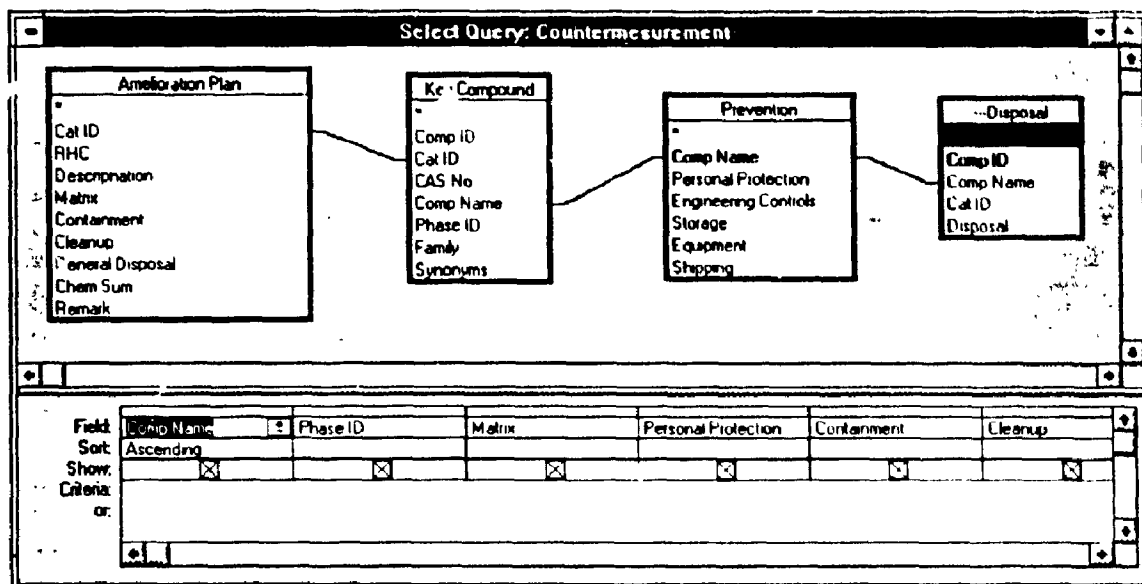 Select Query: Countermesurement
Amelioration Plan
*
Cat ID
RHC
Descripnation
Matrix
Containment
Cleanup
General Disposal
Chem Sum
Remark
Compound
*
Comp ID
Cat ID
CAS No
Comp Name
Phase ID
Family
Synonyms
Prevention
*
Comp Name
Personal Protection
Engineering Controls
Storage
Equipment
Shipping
Disposal
Comp ID
Comp Name
Cat ID
Disposal
Field: Comp Name Phase ID Matrix Personal Protection Containment Cleanup
Sort: Ascending
Show:
Criteria:
or: